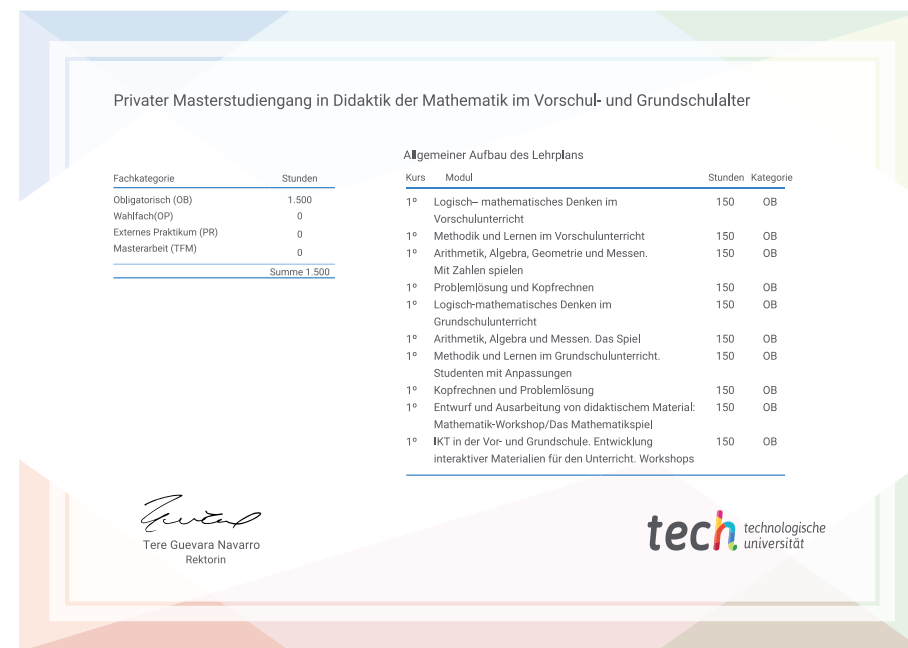 Privater Masterstudiengang in Didaktik der Mathematik im Vorschul- und Grundschulalter
Fachkategorie Stunden
Obligatorisch (OB) 1.500
Wahlfach(OP) 0
Externes Praktikum (PR) 0
Masterarbeit (TFM) 0
Summe 1.500
Allgemeiner Aufbau des Lehrplans
Kurs Modul Stunden Kategorie
1º Logisch– mathematisches Denken im 150 OB
Vorschulunterricht
1º Methodik und Lernen im Vorschulunterricht 150 OB
1º Arithmetik, Algebra, Geometrie und Messen. 150 OB
Mit Zahlen spielen
1º Problemlösung und Kopfrechnen 150 OB
1º Logisch-mathematisches Denken im 150 OB
Grundschulunterricht
1º Arithmetik, Algebra und Messen. Das Spiel 150 OB
1º Methodik und Lernen im Grundschulunterricht. 150 OB
Studenten mit Anpassungen
1º Kopfrechnen und Problemlösung 150 OB
1º Entwurf und Ausarbeitung von didaktischem Material: 150 OB
Mathematik-Workshop/Das Mathematikspiel
1º IKT in der Vor- und Grundschule. Entwicklung 150 OB
interaktiver Materialien für den Unterricht. Workshops
Tere Guevara Navarro
Rektorin
tech technologische
universität